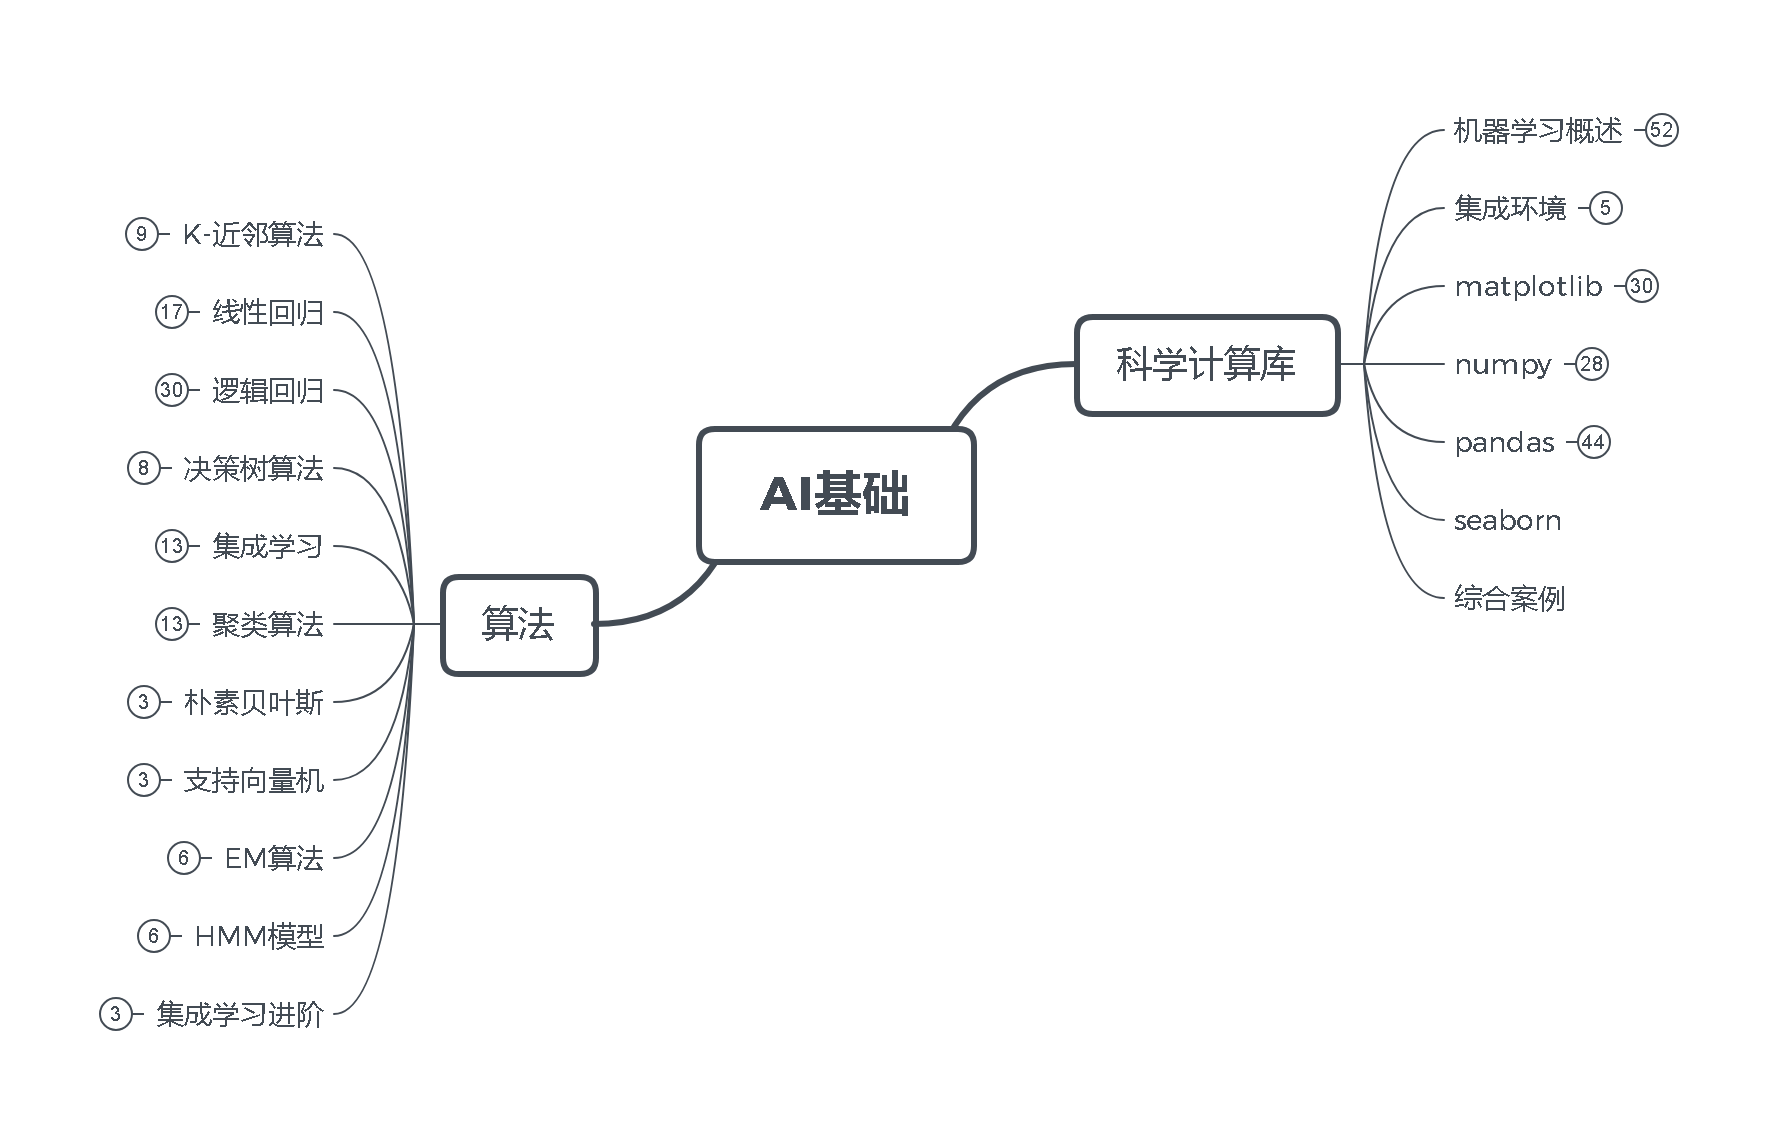 AI基础
科学计算库
机器学习概述 52
集成环境 5
matplotlib 30
numpy 28
pandas 44
seaborn
综合案例
算法
9 K-近邻算法
17 线性回归
30 逻辑回归
8 决策树算法
13 集成学习
13 聚类算法
3 朴素贝叶斯
3 支持向量机
6 EM算法
6 HMM模型
3 集成学习进阶